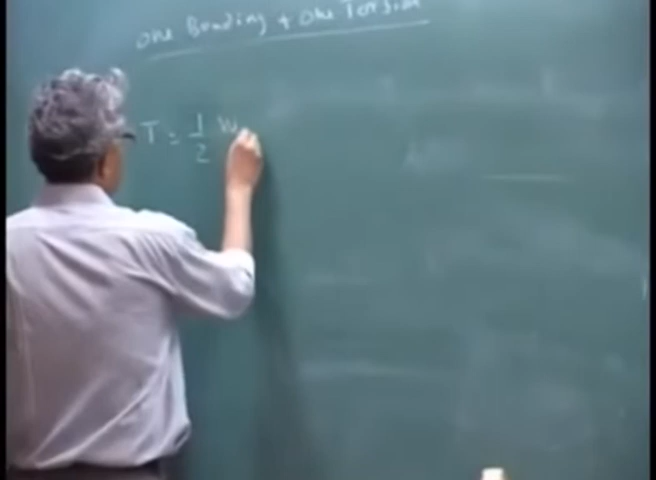 one Bending + one Torsion
T = 1/2 W